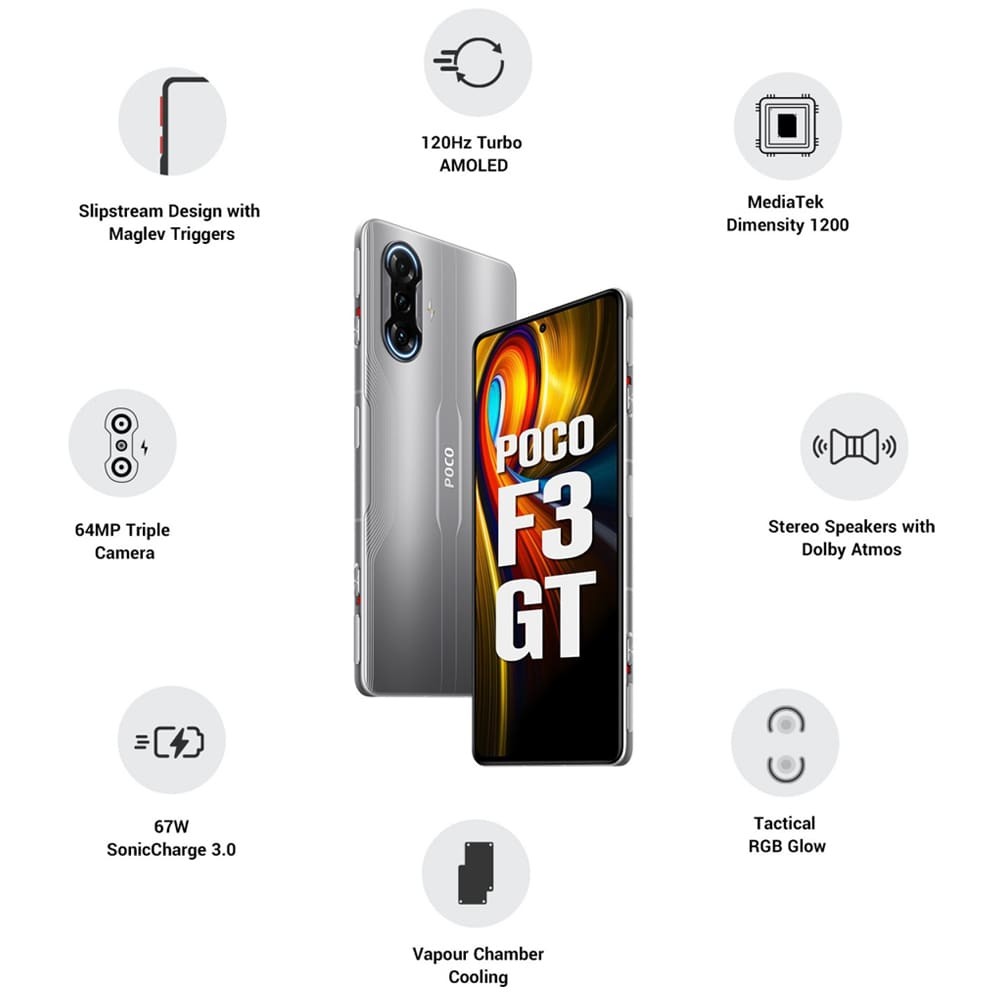 120Hz Turbo
AMOLED
Slipstream Design with
Maglev Triggers
MediaTek
Dimensity 1200
POCO
POCO
F3
GT
64MP Triple
Camera
Stereo Speakers with
Dolby Atmos
67W
SonicCharge 3.0
Tactical
RGB Glow
Vapour Chamber
Cooling